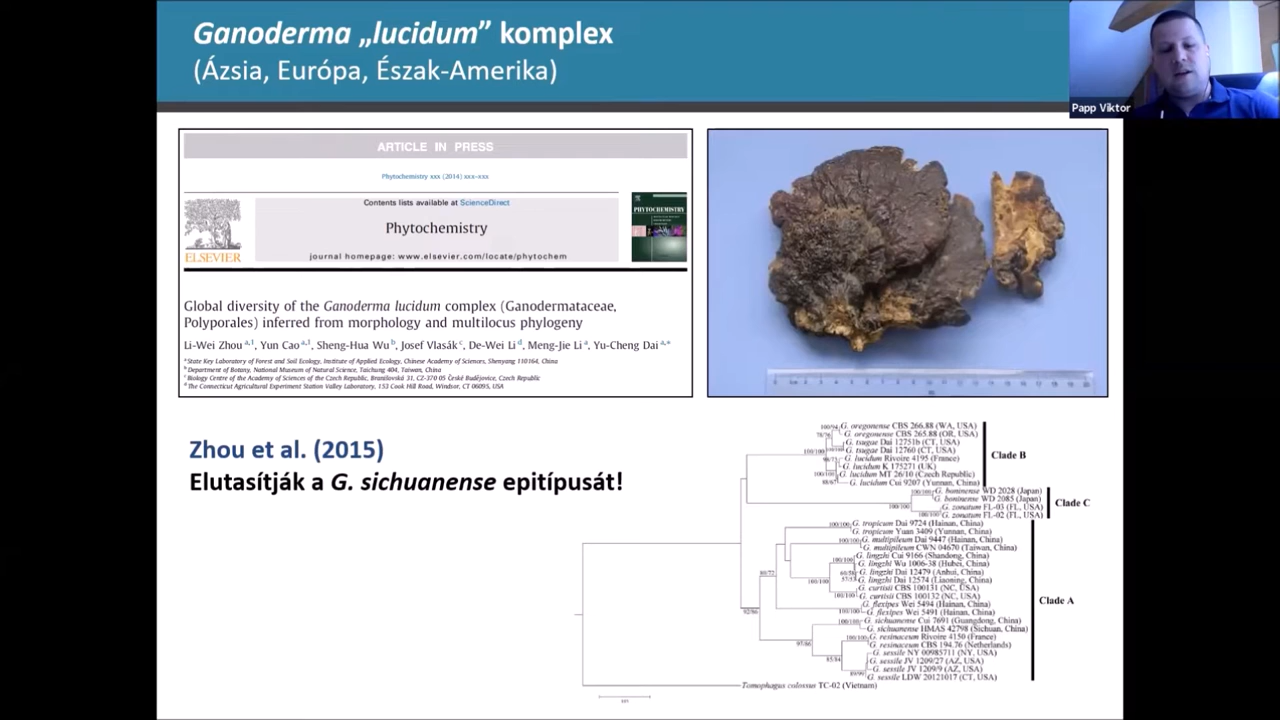 Ganoderma „lucidum” komplex
(Ázsia, Európa, Észak-Amerika)
Papp Viktor
ARTICLE IN PRESS
Phytochemistry xxx (2014) xxx–xxx
Contents lists available at ScienceDirect
Phytochemistry
journal homepage: www.elsevier.com/locate/phytochem
ELSEVIER
PHYTOCHEMISTRY
Global diversity of the Ganoderma lucidum complex (Ganodermataceae,
Polyporales) inferred from morphology and multilocus phylogeny
Li-Wei Zhou a,1, Yun Cao a,1, Sheng-Hua Wu b, Josef Vlasák c, De-Wei Li d, Meng-Jie Li a, Yu-Cheng Dai a,*
a State Key Laboratory of Forest and Soil Ecology, Institute of Applied Ecology, Chinese Academy of Sciences, Shenyang 110164, China
b Department of Botany, National Museum of Natural Science, Taichung 404, Taiwan, China
c Biology Centre of the Academy of Sciences of the Czech Republic, Branišovská 31, CZ-370 05 České Budějovice, Czech Republic
d The Connecticut Agricultural Experiment Station Valley Laboratory, 153 Cook Hill Road, Windsor, CT 06095, USA
Zhou et al. (2015)
Elutasítják a G. sichuanense epitípusát!
G. oregonense CBS 266.88 (WA, USA)
G. oregonense CBS 265.88 (OR, USA)
G. tsugae Dai 12751b (CT, USA)
G. tsugae Dai 12760 (CT, USA)
G. lucidum Rivoire 4195 (France)
G. lucidum K 175271 (UK)
G. lucidum MT 26/10 (Czech Republic)
G. lucidum Cui 9207 (Yunnan, China)
Clade B
G. boninense WD 2028 (Japan)
G. boninense WD 2085 (Japan)
G. zonatum FL-03 (FL, USA)
G. zonatum FL-02 (FL, USA)
Clade C
G. tropicum Dai 9724 (Hainan, China)
G. tropicum Yuan 3409 (Yunnan, China)
G. multipileum Dai 9447 (Hainan, China)
G. multipileum CWN 04670 (Taiwan, China)
G. lingzhi Cui 9166 (Shandong, China)
G. lingzhi Wu 1006-38 (Hubei, China)
G. lingzhi Dai 12479 (Anhui, China)
G. lingzhi Dai 12574 (Liaoning, China)
G. curtisii CBS 100131 (NC, USA)
G. curtisii CBS 100132 (NC, USA)
G. flexipes Wei 5494 (Hainan, China)
G. flexipes Wei 5491 (Hainan, China)
G. sichuanense Cui 7691 (Guangdong, China)
G. sichuanense HMAS 42798 (Sichuan, China)
G. resinaceum Rivoire 4150 (France)
G. resinaceum CBS 194.76 (Netherlands)
G. sessile NY 00985711 (NY, USA)
G. sessile JV 1209/27 (AZ, USA)
G. sessile JV 1209/9 (AZ, USA)
G. sessile LDW 20121017 (CT, USA)
Clade A
Tomophagus colossus TC-02 (Vietnam)